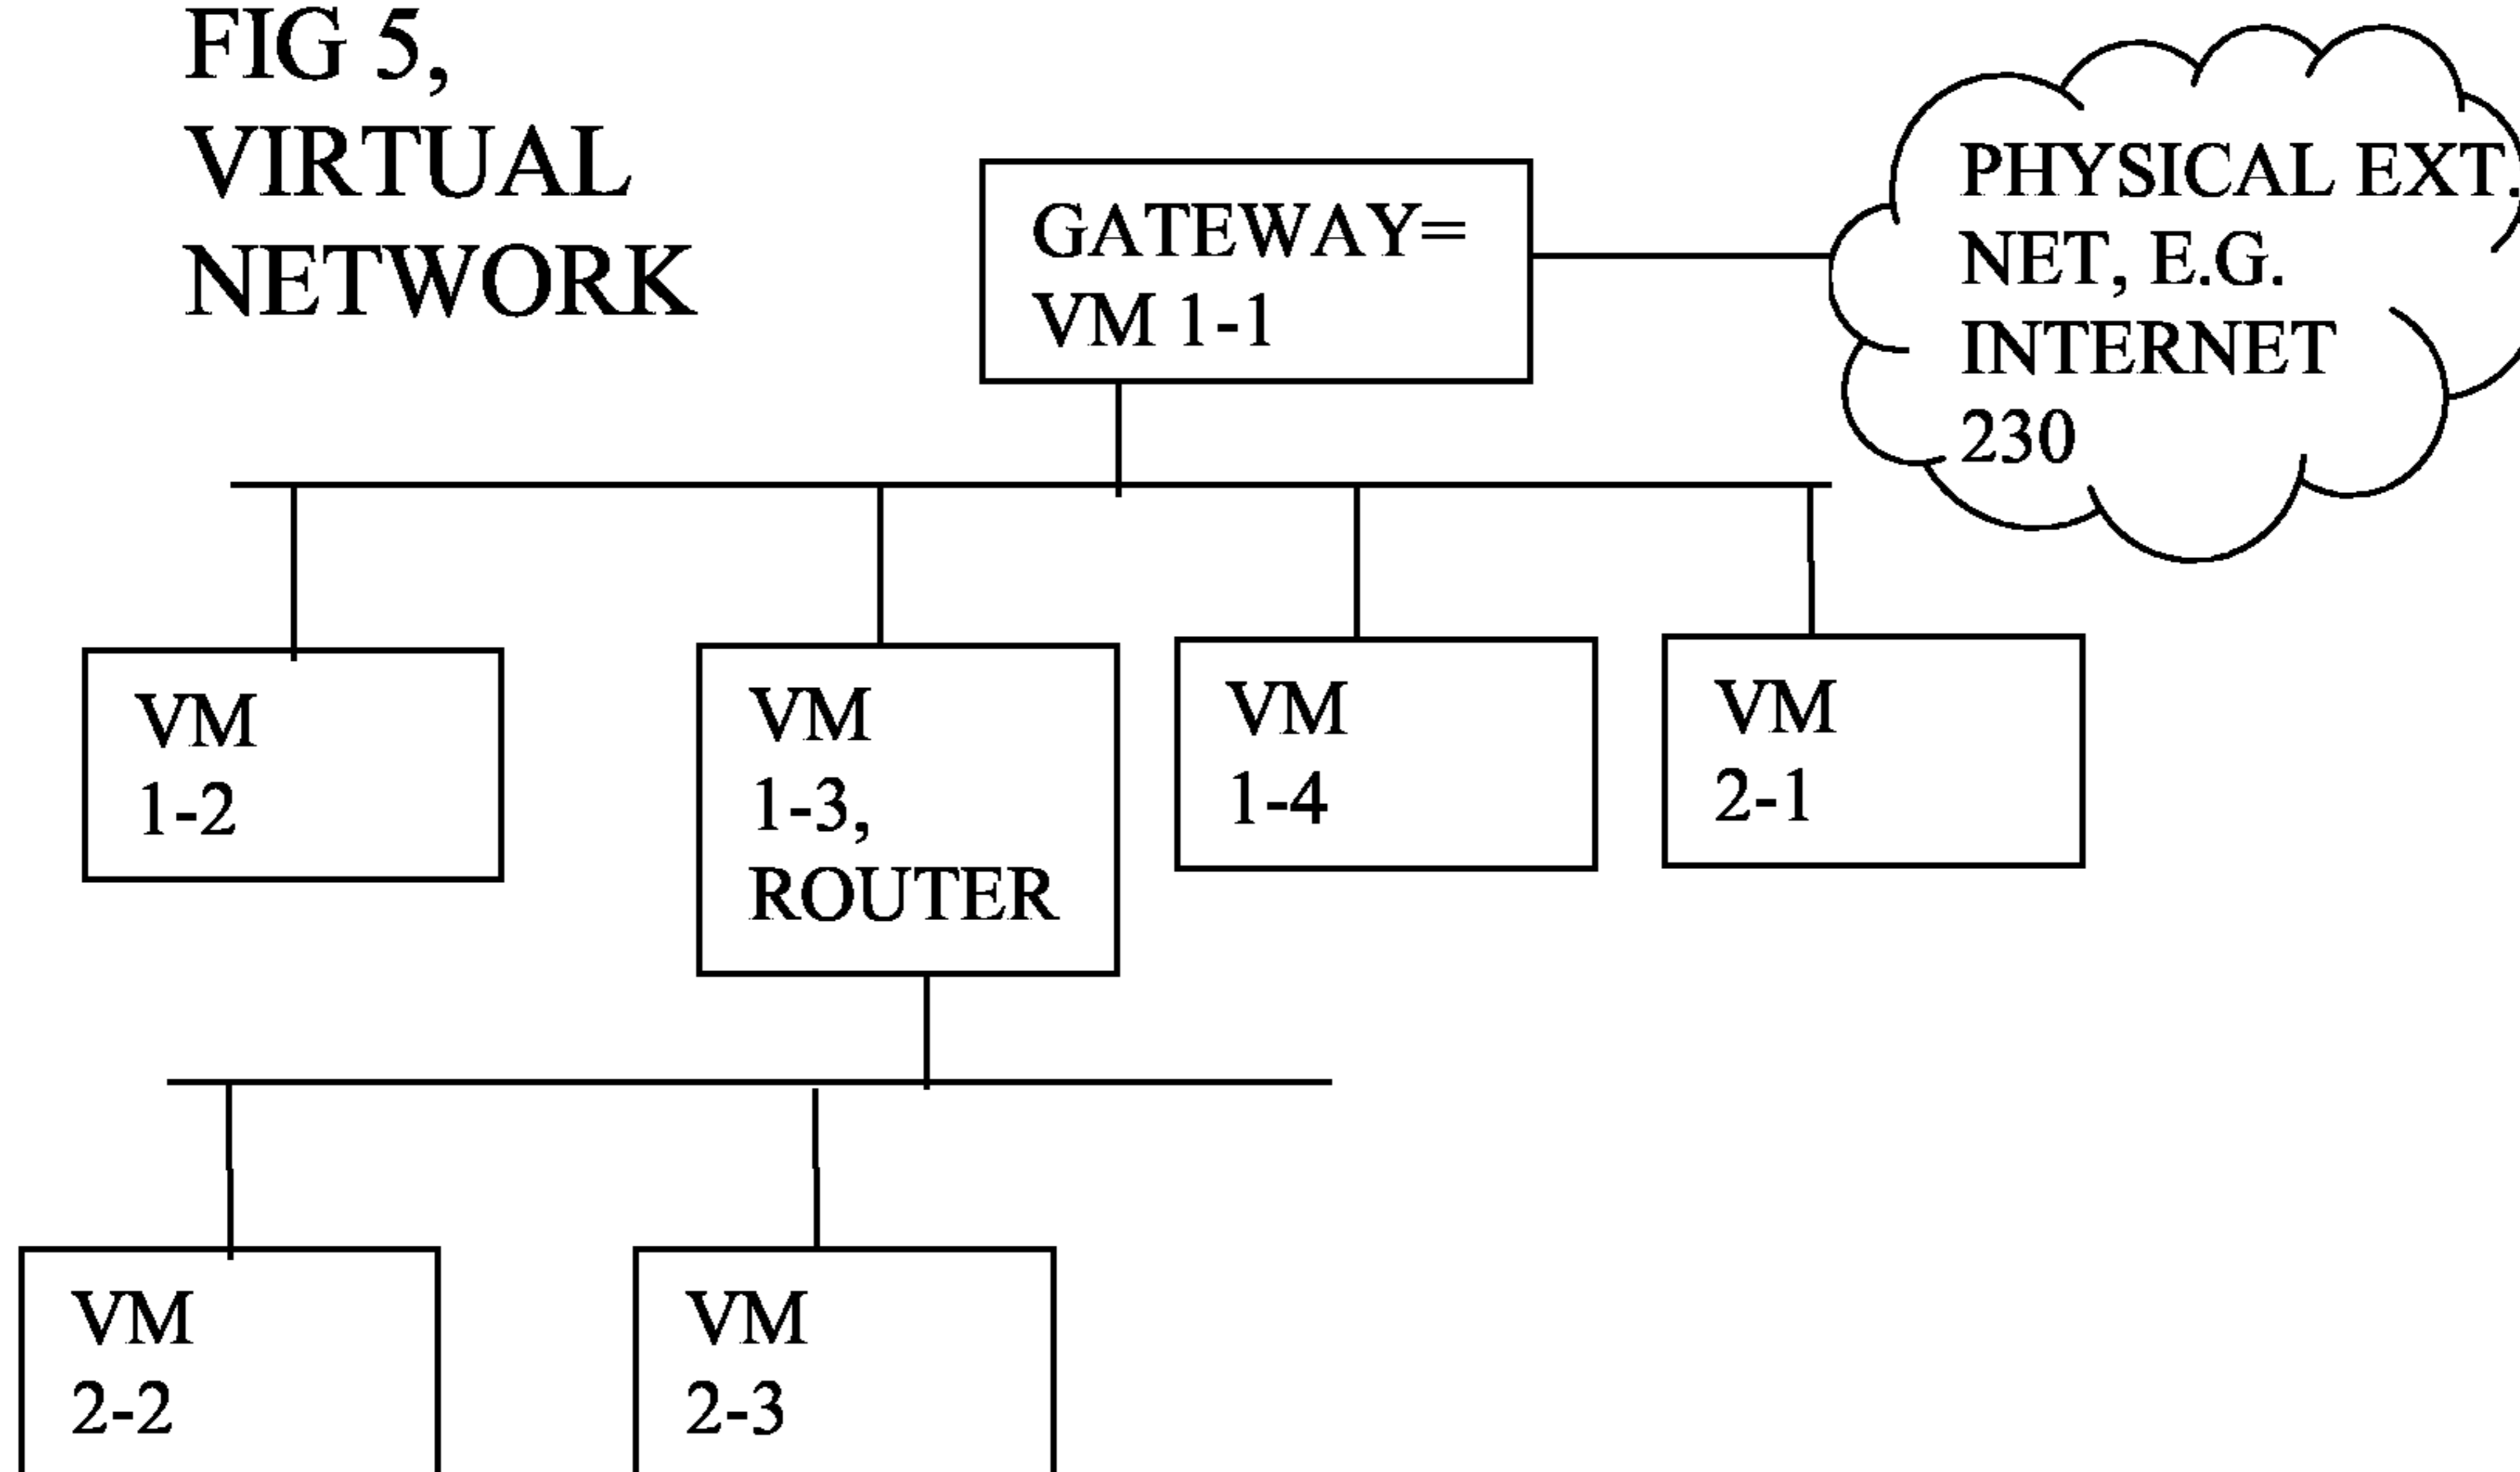 FIG 5,
VIRTUAL
NETWORK
GATEWAY=
VM 1-1
PHYSICAL EXT.
NET, E.G.
INTERNET
230
VM
1-2
VM
1-3,
ROUTER
VM
1-4
VM
2-1
VM
2-2
VM
2-3